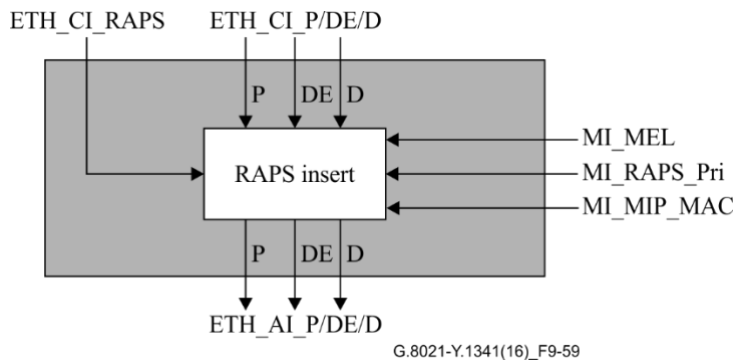 ETH_CI_RAPS ETH_CI_P/DE/D
P DE D
MI_MEL
RAPS insert MI_RAPS_Pri
MI_MIP_MAC
P DE D
ETH_AI_P/DE/D
G.8021-Y.1341(16)_F9-59